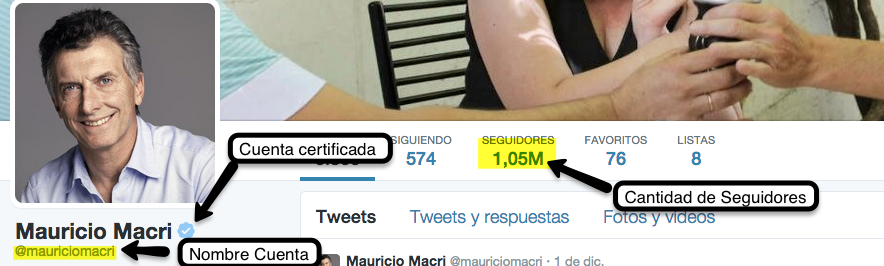 Cuenta certificada
SIGUIENDO SEGUIDORES FAVORITOS LISTAS
574 1,05M 76 8
Cantidad de Seguidores
Mauricio Macri
@mauriciomacri
Nombre Cuenta
Tweets Tweets y respuestas Fotos y videos
Mauricio Macri @mauriciomacri · 1 de dic.